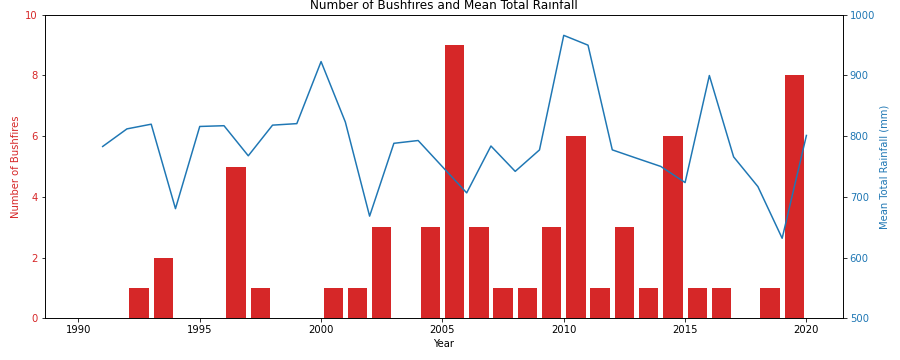 Number of Bushfires and Mean Total Rainfall
10
8
6
4
2
0
Number of Bushfires
1000
900
800
700
600
500
Mean Total Rainfall (mm)
1990 1995 2000 2005 2010 2015 2020
Year